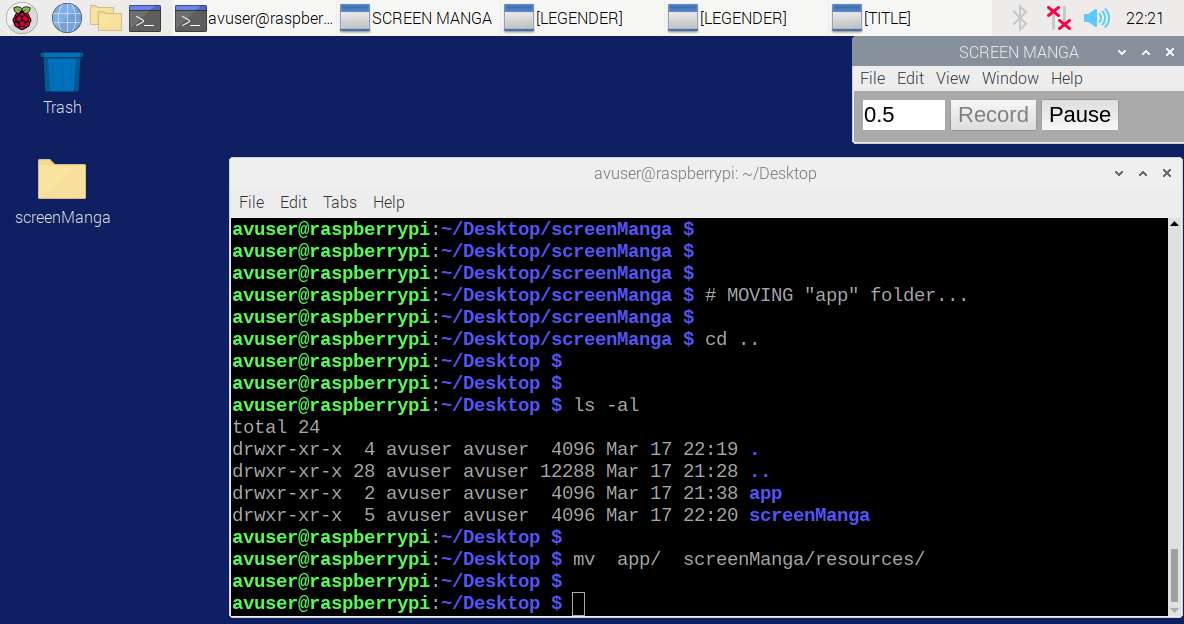 avuser@raspber... SCREEN MANGA [LEGENDER] [LEGENDER] [TITLE] 22:21
Trash
screenManga
SCREEN MANGA
File Edit View Window Help
0.5 Record Pause
avuser@raspberrypi: ~/Desktop
File Edit Tabs Help
avuser@raspberrypi:~/Desktop/screenManga $
avuser@raspberrypi:~/Desktop/screenManga $
avuser@raspberrypi:~/Desktop/screenManga $
avuser@raspberrypi:~/Desktop/screenManga $ # MOVING "app" folder...
avuser@raspberrypi:~/Desktop/screenManga $
avuser@raspberrypi:~/Desktop/screenManga $ cd ..
avuser@raspberrypi:~/Desktop $
avuser@raspberrypi:~/Desktop $
avuser@raspberrypi:~/Desktop $ ls -al
total 24
drwxr-xr-x  4 avuser avuser  4096 Mar 17 22:19 .
drwxr-xr-x 28 avuser avuser 12288 Mar 17 21:28 ..
drwxr-xr-x  2 avuser avuser  4096 Mar 17 21:38 app
drwxr-xr-x  5 avuser avuser  4096 Mar 17 22:20 screenManga
avuser@raspberrypi:~/Desktop $
avuser@raspberrypi:~/Desktop $ mv  app/  screenManga/resources/
avuser@raspberrypi:~/Desktop $
avuser@raspberrypi:~/Desktop $